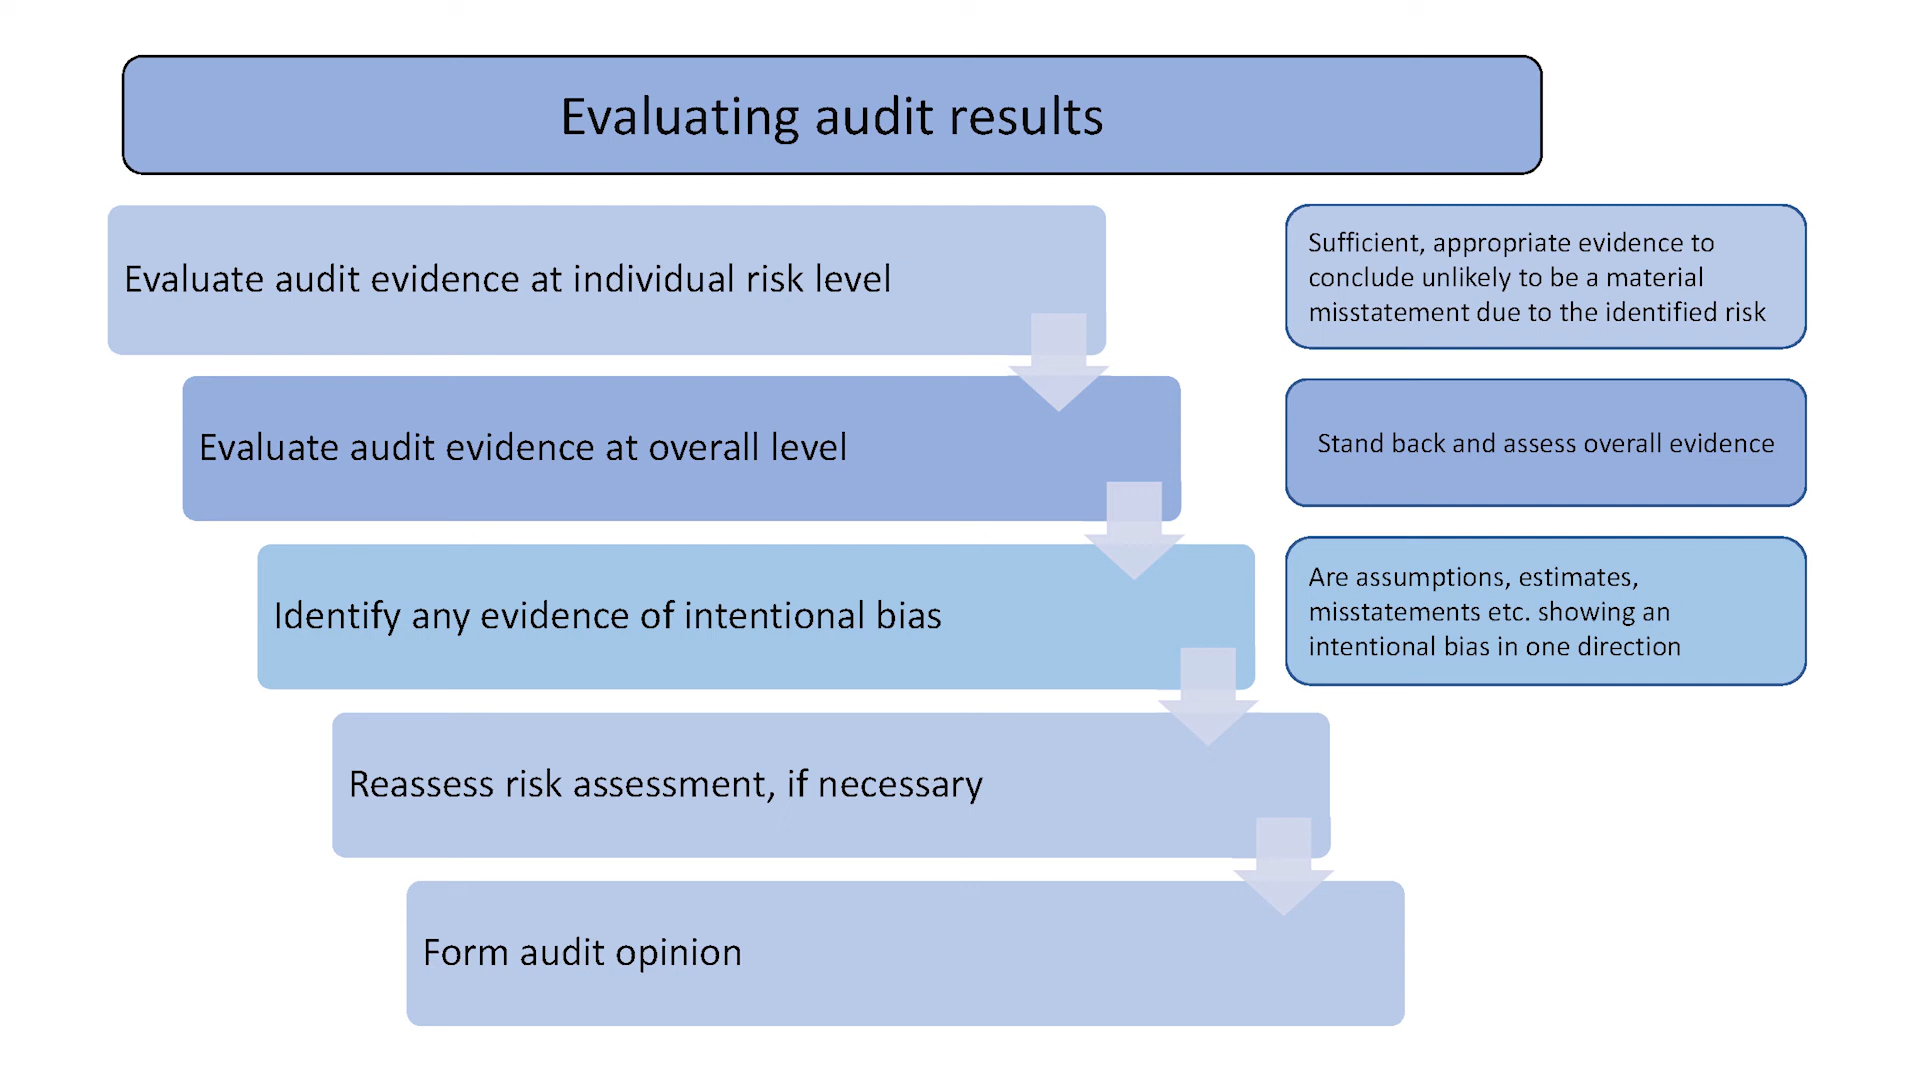 Evaluating audit results
Evaluate audit evidence at individual risk level
Sufficient, appropriate evidence to
conclude unlikely to be a material
misstatement due to the identified risk
Evaluate audit evidence at overall level
Stand back and assess overall evidence
Identify any evidence of intentional bias
Are assumptions, estimates,
misstatements etc. showing an
intentional bias in one direction
Reassess risk assessment, if necessary
Form audit opinion